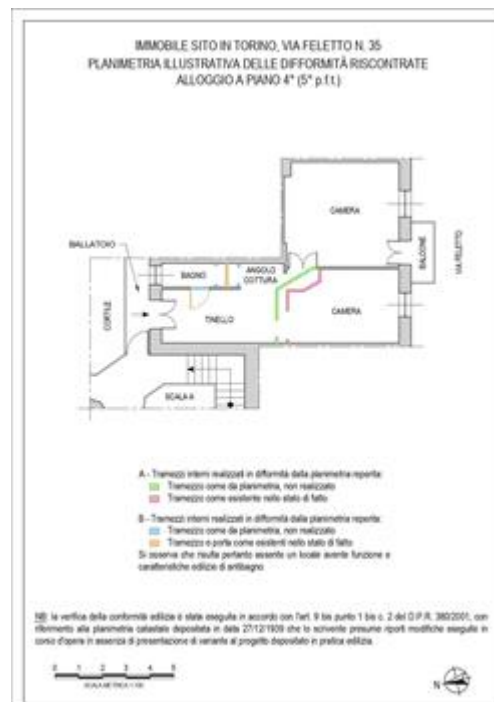 IMMOBILE SITO IN TORINO, VIA FELETTO N. 35
PLANIMETRIA ILLUSTRATIVA DELLE DIFFORMITÀ RISCONTRATE
ALLOGGIO A PIANO 4° (5° p.f.t.)
CAMERA
BALLATOIO
BAGNO
ANGOLO
COTTURA
BALCONE
VIA FELETTO
CORTILE
TINELLO
CAMERA
SCALA A
A - Tramezzi interni realizzati in difformità dalla planimetria reperita:
Tramezzo come da planimetria, non realizzato
Tramezzo come esistente nello stato di fatto
B - Tramezzi interni realizzati in difformità dalla planimetria reperita:
Tramezzo come da planimetria, non realizzato
Tramezzo e porta come esistenti nello stato di fatto
Si osserva che risulta pertanto assente un locale avente funzione e
caratteristiche edilizie di antibagno
NB: la verifica della conformità edilizia è stata eseguita in accordo con l'art. 9 bis punto 1 bis c. 2 del D.P.R. 380/2001, con
riferimento alla planimetria catastale depositata in data 27/12/1939 che lo scrivente presume riporti modifiche eseguite in
corso d'opera in assenza di presentazione di variante al progetto depositato in pratica edilizia.
0 1 2 3 4 5
SCALA METRICA 1:100
N